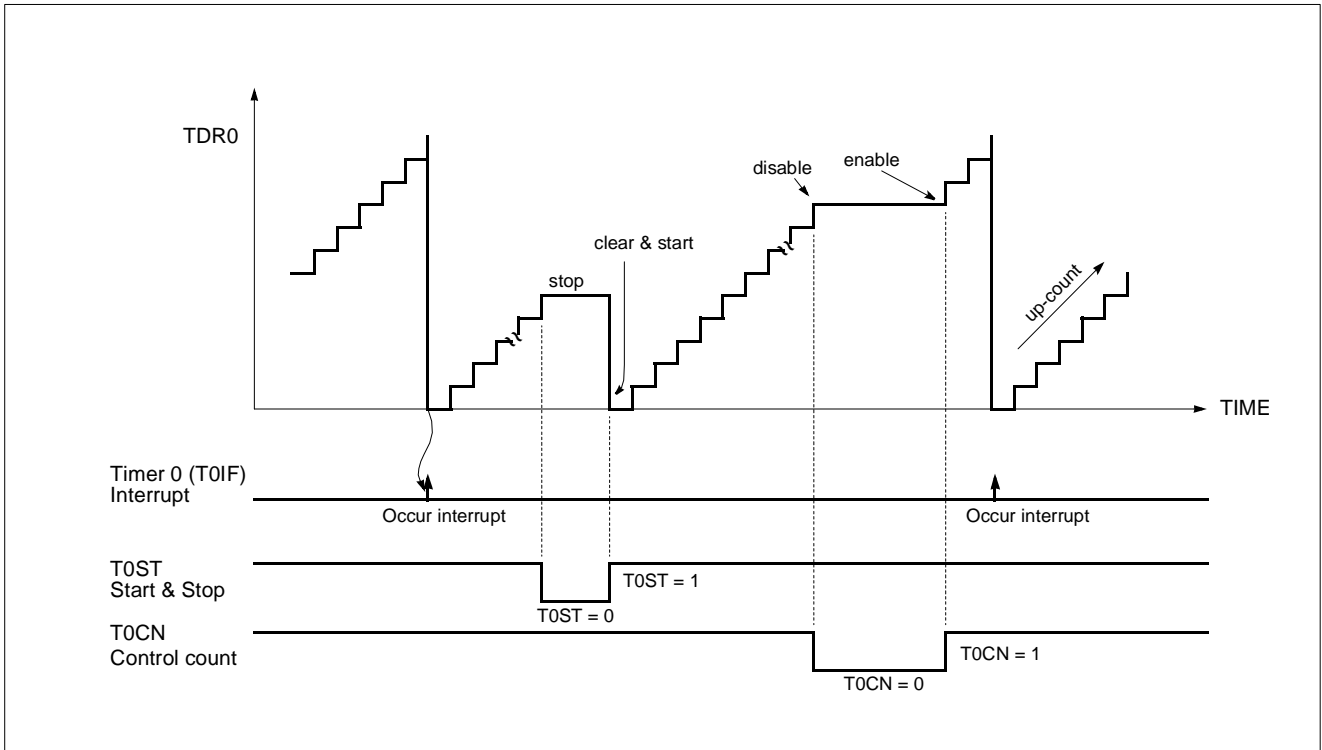 TDR0
disable
enable
clear & start
stop
up-count
TIME
Timer 0 (T0IF)
Interrupt
Occur interrupt
Occur interrupt
T0ST
Start & Stop
T0ST = 1
T0ST = 0
T0CN
Control count
T0CN = 1
T0CN = 0